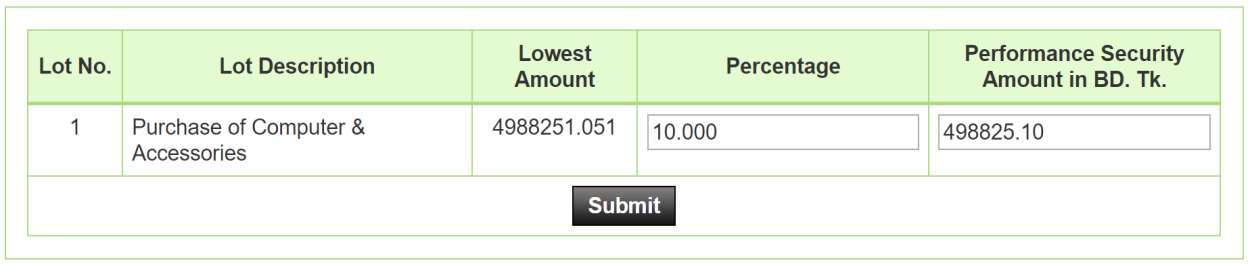 Lot No. Lot Description Lowest Amount Percentage Performance Security Amount in BD. Tk.
1 Purchase of Computer & Accessories 4988251.051 10.000 498825.10
Submit